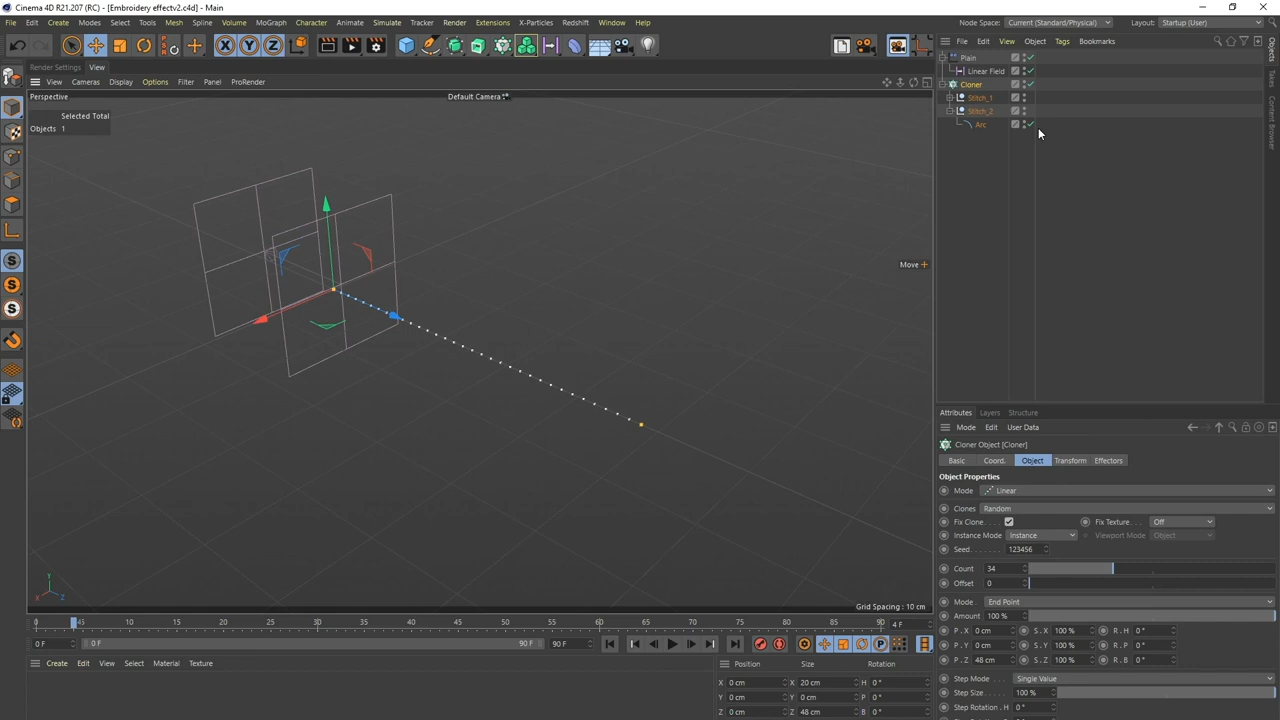 Cinema 4D R21.207 (RC) - [Embroidery effectv2.c4d] - Main
File Edit Create Modes Select Tools Mesh Spline Volume MoGraph Character Animate Simulate Tracker Render Extensions X-Particles Redshift Window Help
Node Space: Current (Standard/Physical) Layout: Startup (User)
X Y Z
File Edit View Object Tags Bookmarks
Render Settings View
View Cameras Display Options Filter Panel ProRender
Perspective Default Camera
Selected Total
Objects 1
Plain
Linear Field
Cloner
Stitch_1
Stitch_2
Arc
Objects
Takes
Content Browser
Move
Y
X Z
Grid Spacing : 10 cm
Attributes Layers Structure
Mode Edit User Data
Cloner Object [Cloner]
Basic Coord. Object Transform Effectors
Object Properties
Mode Linear
Clones Random
Fix Clone Fix Texture Off
Instance Mode Instance Viewport Mode Object
Seed 123456
Count 34
Offset 0
Mode End Point
Amount 100 %
P . X 0 cm S . X 100 % R . H 0 °
P . Y 0 cm S . Y 100 % R . P 0 °
P . Z 48 cm S . Z 100 % R . B 0 °
Step Mode Single Value
Step Size 100 %
Step Rotation . H 0 °
0 45 10 15 20 25 30 35 40 45 50 55 60 65 70 75 80 85 90 4 F
0 F 0 F 90 F 90 F
Create Edit View Select Material Texture
Position Size Rotation
X 0 cm X 20 cm H 0 °
Y 0 cm Y 0 cm P 0 °
Z 0 cm Z 48 cm B 0 °